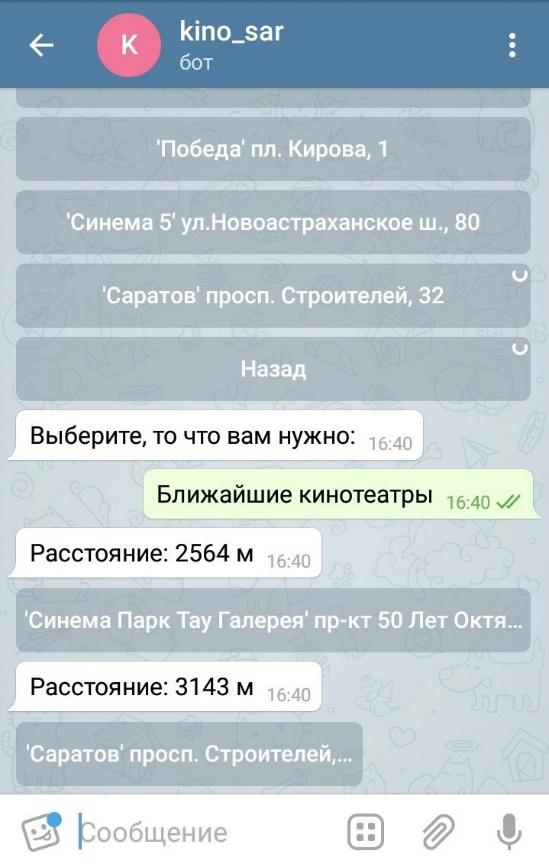 K
kino_sar
бот
'Победа' пл. Кирова, 1
'Синема 5' ул.Новоастраханское ш., 80
'Саратов' просп. Строителей, 32
Назад
Выберите, то что вам нужно: 16:40
Ближайшие кинотеатры 16:40
Расстояние: 2564 м 16:40
'Синема Парк Тау Галерея' пр-кт 50 Лет Октя...
Расстояние: 3143 м 16:40
'Саратов' просп. Строителей,...
Сообщение